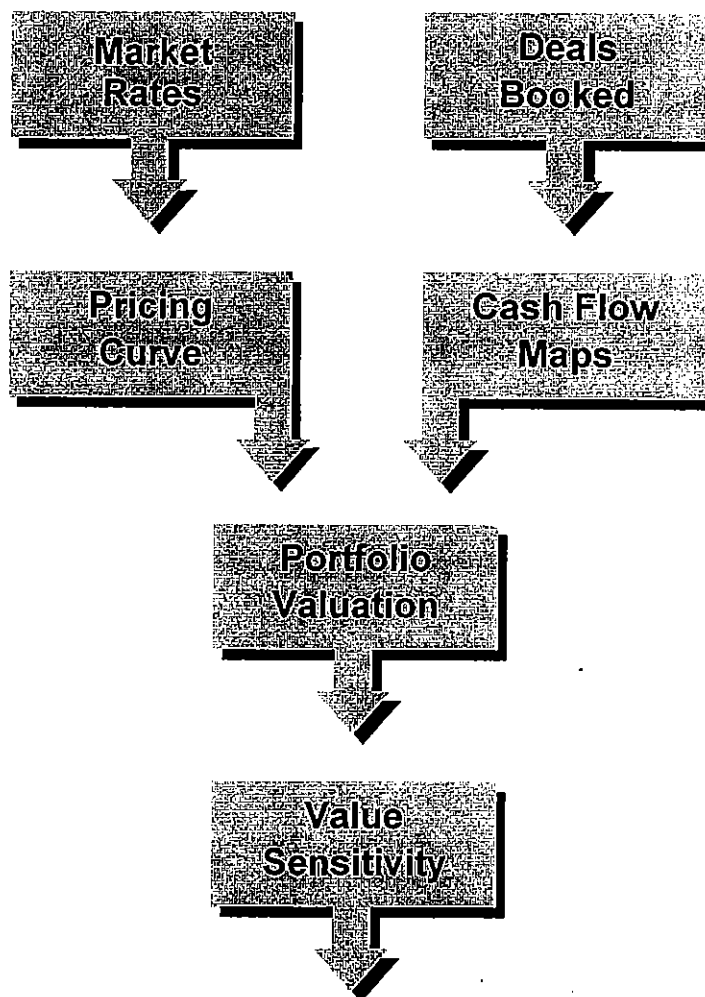 Market
Rates
Deals
Booked
Pricing
Curve
Cash Flow
Maps
Portfolio
Valuation
Value
Sensitivity